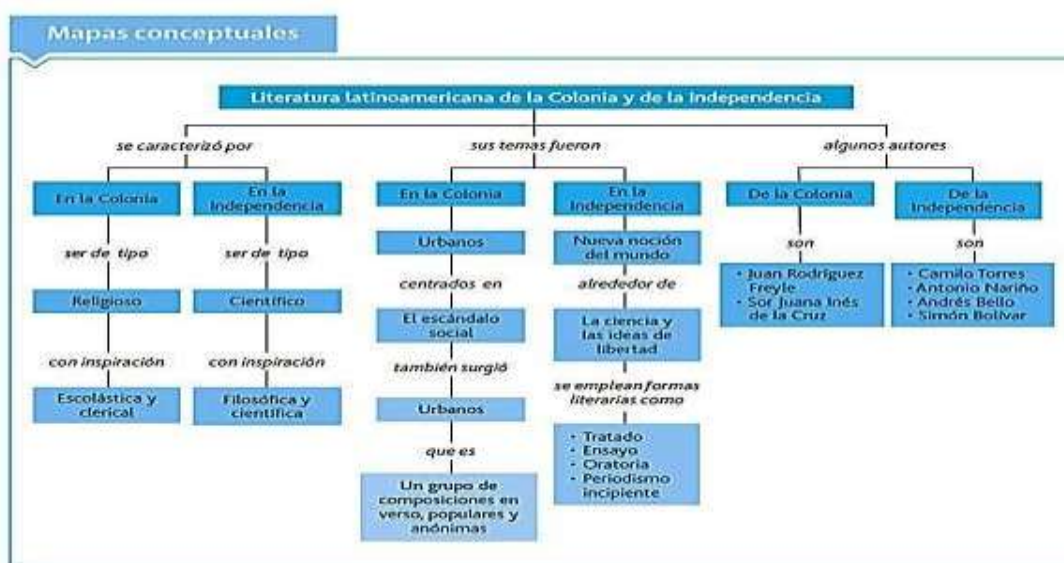 Mapas conceptuales
Literatura latinoamericana de la Colonia y de la Independencia
se caracterizó por
sus temas fueron
algunos autores
En la Colonia
En la
Independencia
En la Colonia
En la
Independencia
De la Colonia
De la
Independencia
ser de tipo
ser de tipo
Urbanos
Nueva noción
del mundo
son
son
Religioso
Científico
centrados en
alrededor de
• Juan Rodríguez
Freyle
• Sor Juana Inés
de la Cruz
• Camilo Torres
• Antonio Nariño
• Andrés Bello
• Simón Bolívar
El escándalo
social
La ciencia y
las ideas de
libertad
con inspiración
con inspiración
también surgió
se emplean formas
literarias como
Escolástica y
clerical
Filosófica y
científica
Urbanos
que es
• Tratado
• Ensayo
• Oratoria
• Periodismo
incipiente
Un grupo de
composiciones en
verso, populares y
anónimas